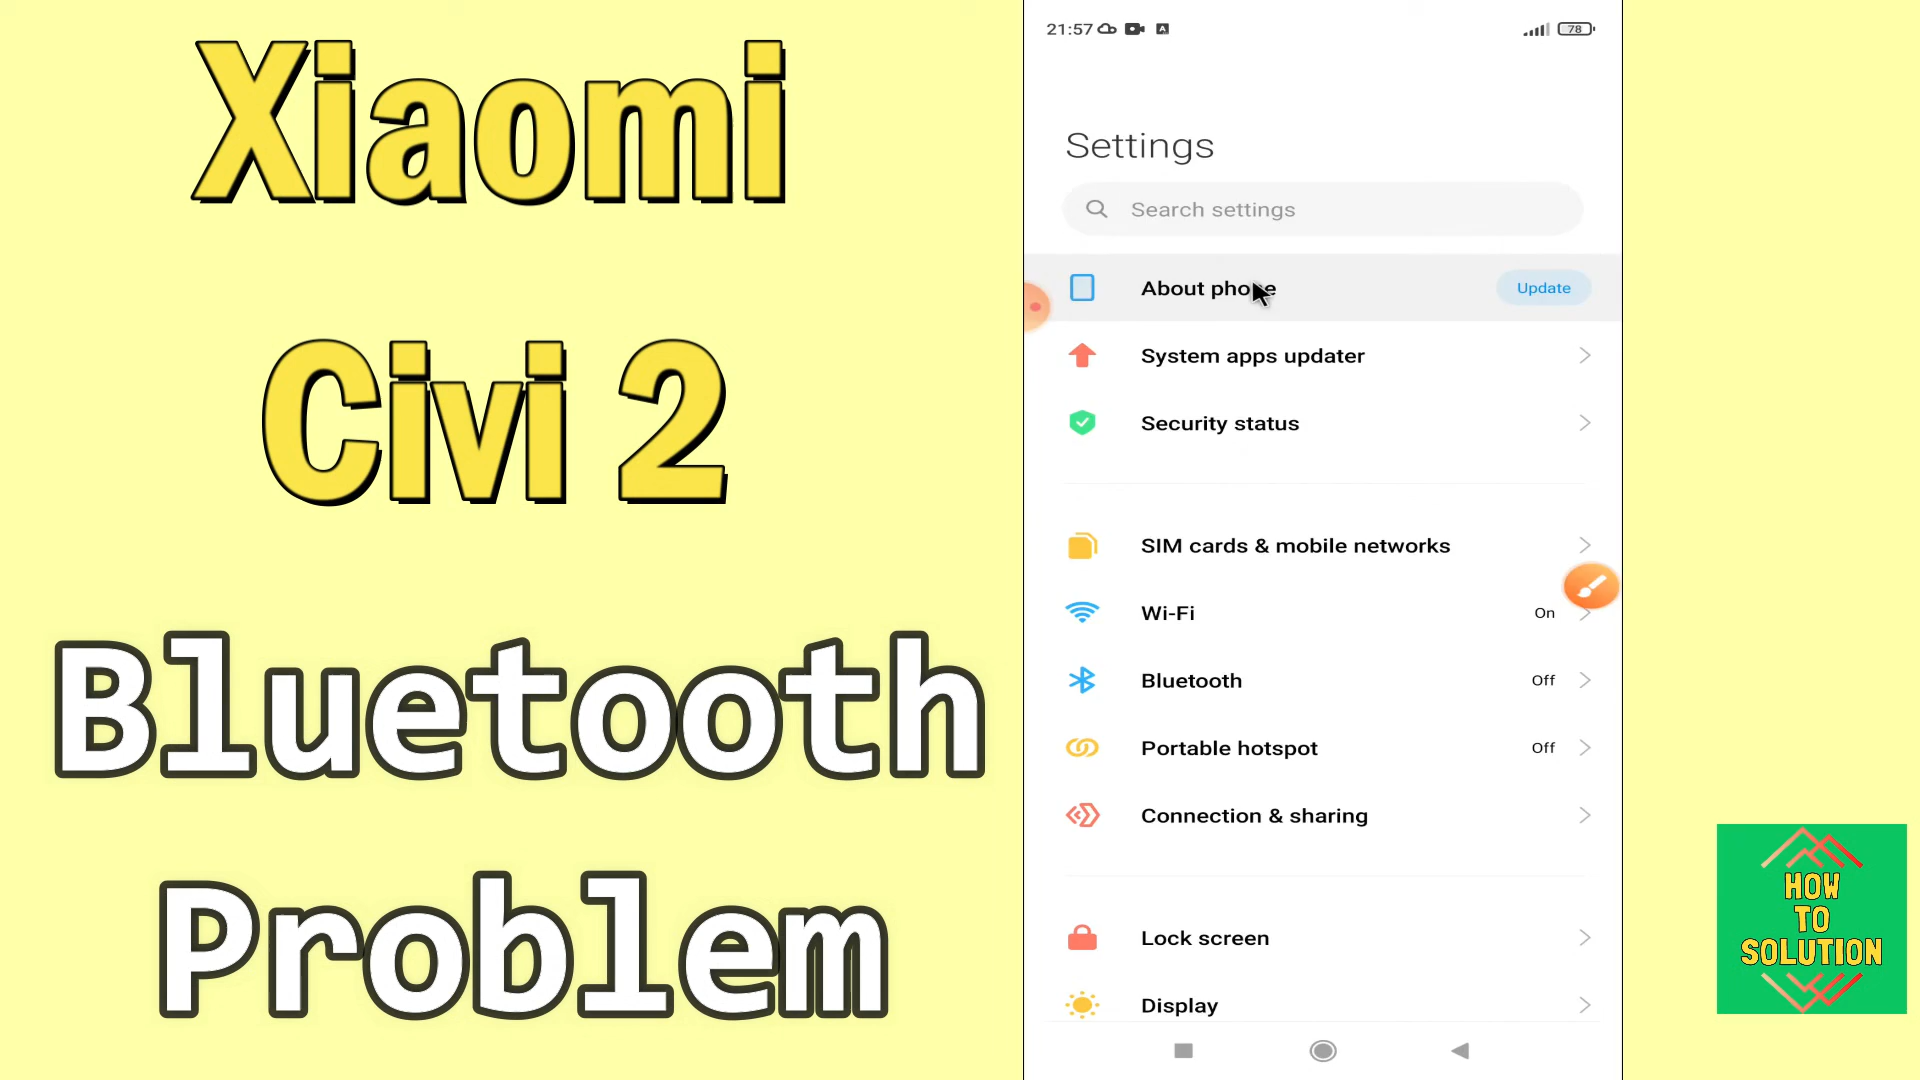 Xiaomi
Civi 2
Bluetooth
Problem
21:57 A 78
Settings
Search settings
About phone Update
System apps updater
Security status
SIM cards & mobile networks
Wi-Fi On
Bluetooth Off
Portable hotspot Off
Connection & sharing
Lock screen
Display
HOW
TO
SOLUTION